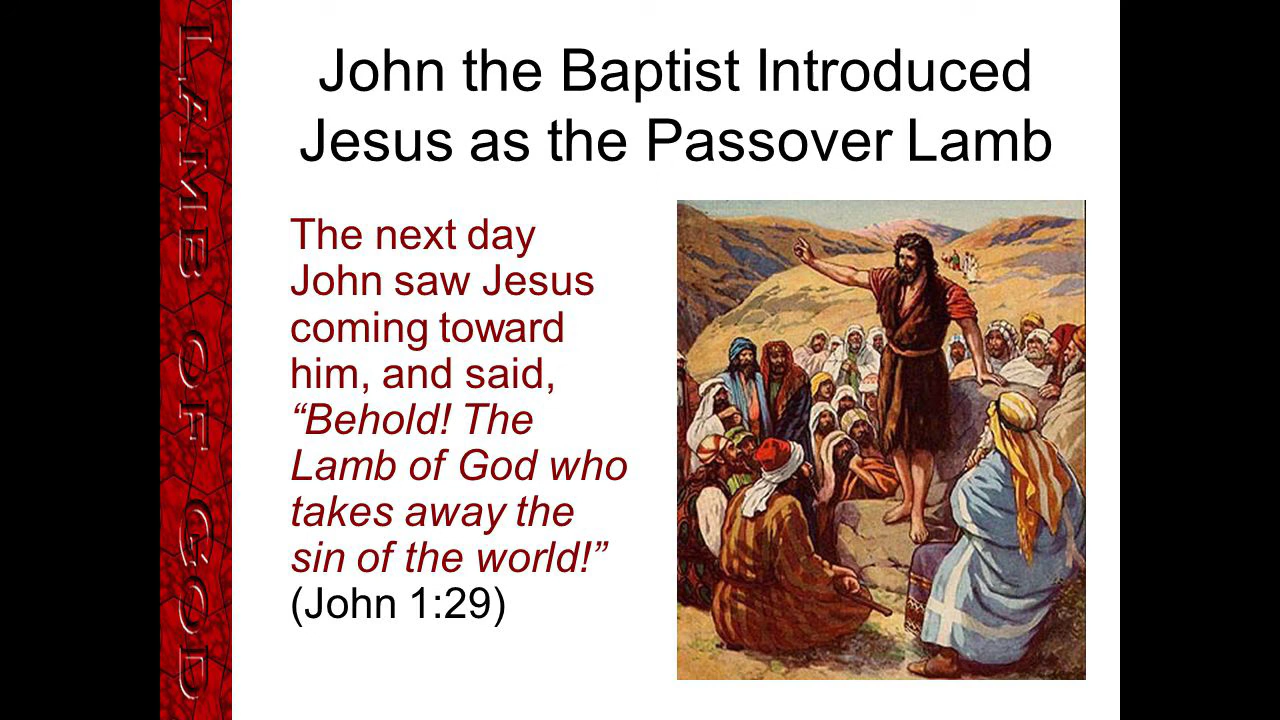 LAMB OF GOD
John the Baptist Introduced
Jesus as the Passover Lamb
The next day
John saw Jesus
coming toward
him, and said,
“Behold! The
Lamb of God who
takes away the
sin of the world!”
(John 1:29)